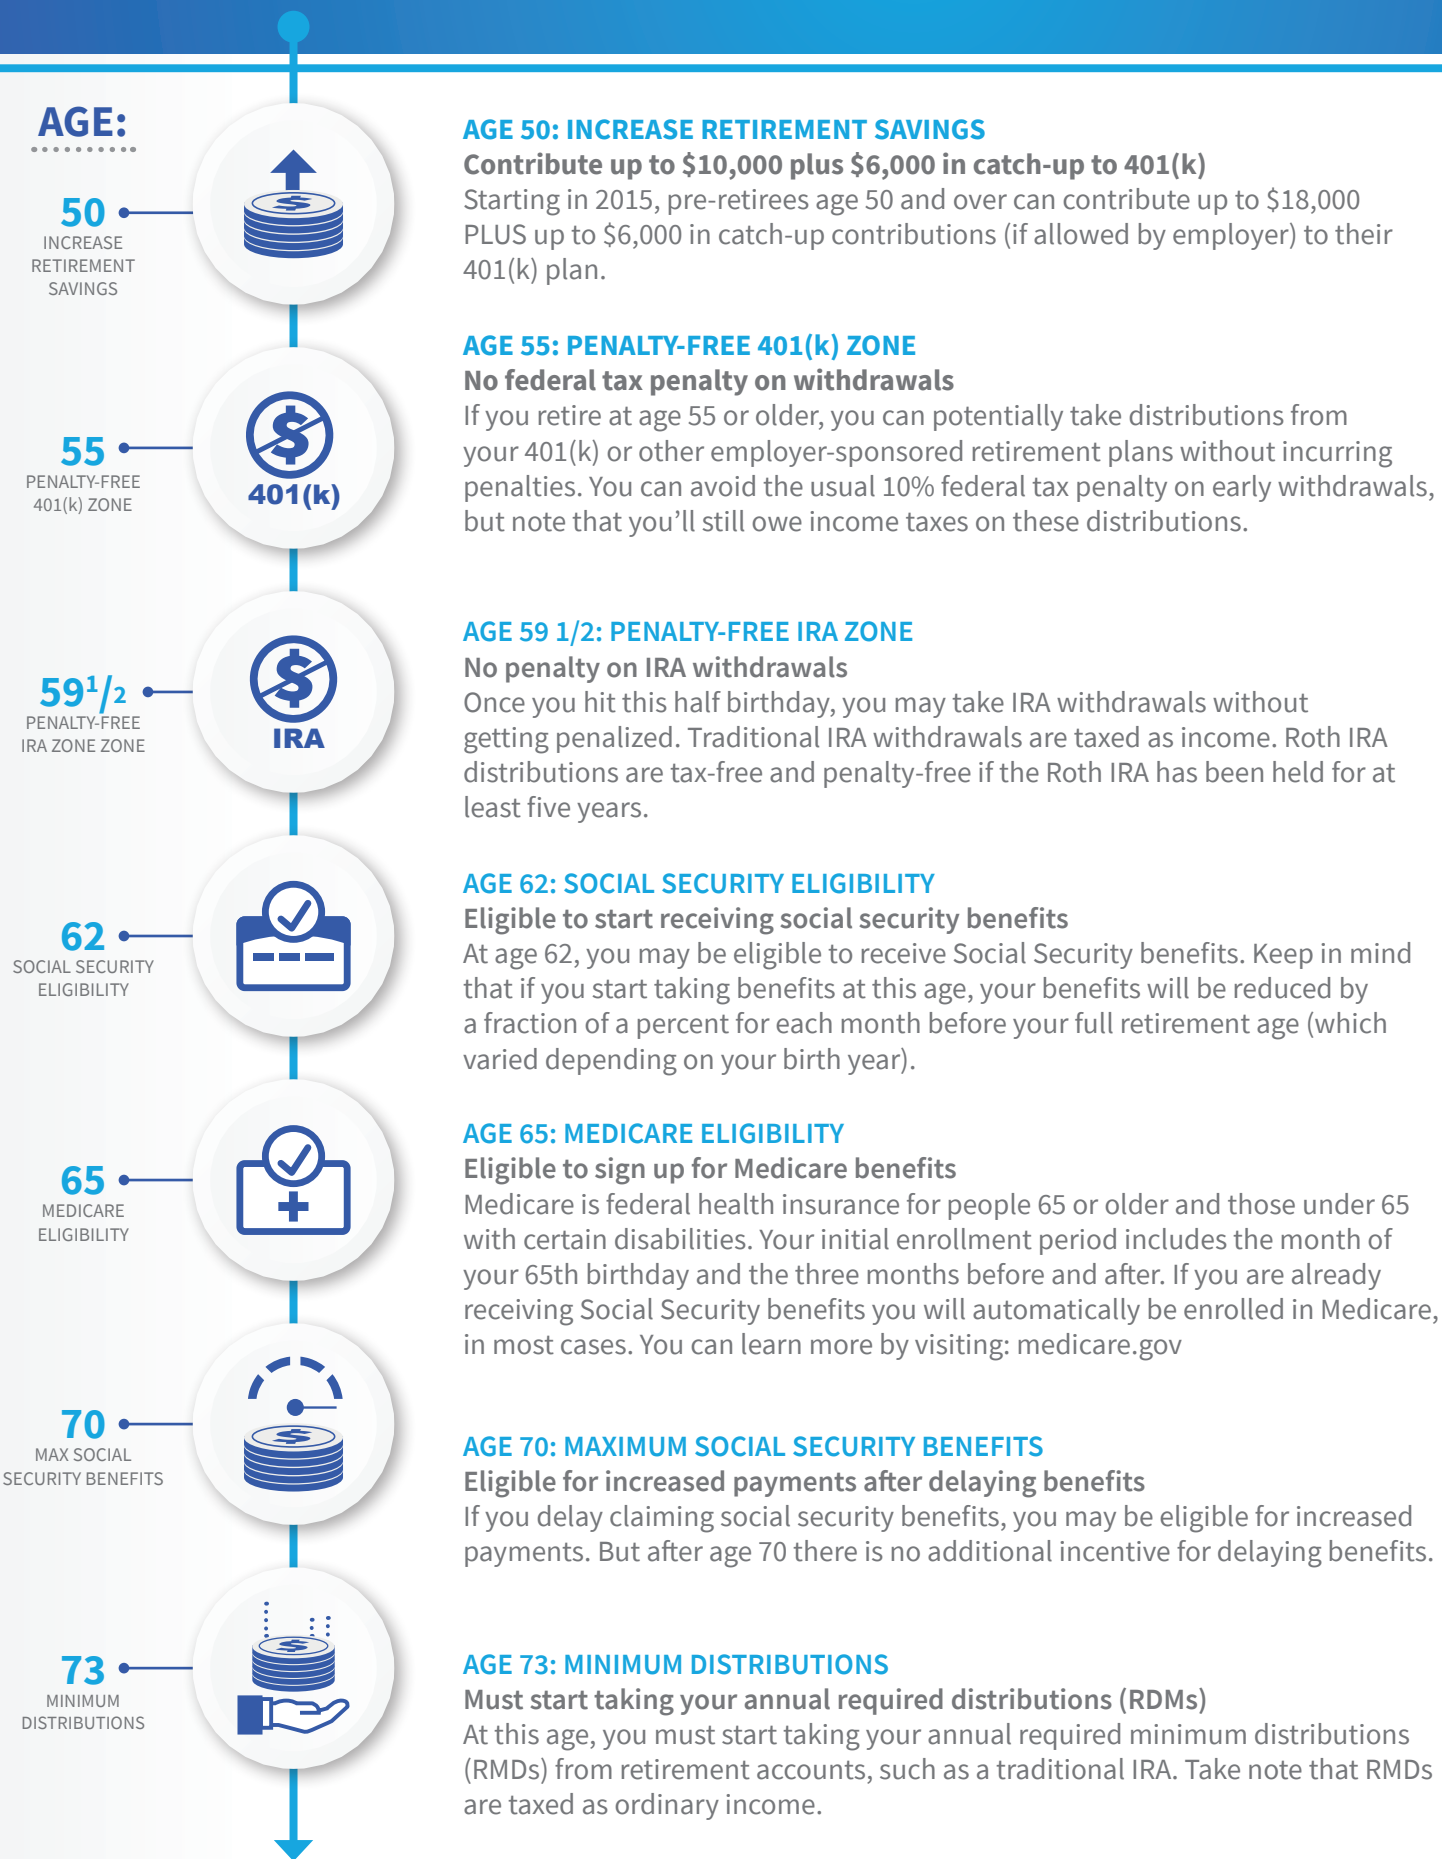 AGE:
50
INCREASE
RETIREMENT
SAVINGS
AGE 50: INCREASE RETIREMENT SAVINGS
Contribute up to $10,000 plus $6,000 in catch-up to 401(k)
Starting in 2015, pre-retirees age 50 and over can contribute up to $18,000
PLUS up to $6,000 in catch-up contributions (if allowed by employer) to their
401(k) plan.
55
PENALTY-FREE
401(k) ZONE
$
401(k)
AGE 55: PENALTY-FREE 401(k) ZONE
No federal tax penalty on withdrawals
If you retire at age 55 or older, you can potentially take distributions from
your 401(k) or other employer-sponsored retirement plans without incurring
penalties. You can avoid the usual 10% federal tax penalty on early withdrawals,
but note that you’ll still owe income taxes on these distributions.
59 1/2
PENALTY-FREE
IRA ZONE ZONE
$
IRA
AGE 59 1/2: PENALTY-FREE IRA ZONE
No penalty on IRA withdrawals
Once you hit this half birthday, you may take IRA withdrawals without
getting penalized. Traditional IRA withdrawals are taxed as income. Roth IRA
distributions are tax-free and penalty-free if the Roth IRA has been held for at
least five years.
62
SOCIAL SECURITY
ELIGIBILITY
AGE 62: SOCIAL SECURITY ELIGIBILITY
Eligible to start receiving social security benefits
At age 62, you may be eligible to receive Social Security benefits. Keep in mind
that if you start taking benefits at this age, your benefits will be reduced by
a fraction of a percent for each month before your full retirement age (which
varied depending on your birth year).
65
MEDICARE
ELIGIBILITY
AGE 65: MEDICARE ELIGIBILITY
Eligible to sign up for Medicare benefits
Medicare is federal health insurance for people 65 or older and those under 65
with certain disabilities. Your initial enrollment period includes the month of
your 65th birthday and the three months before and after. If you are already
receiving Social Security benefits you will automatically be enrolled in Medicare,
in most cases. You can learn more by visiting: medicare.gov
70
MAX SOCIAL
SECURITY BENEFITS
$
AGE 70: MAXIMUM SOCIAL SECURITY BENEFITS
Eligible for increased payments after delaying benefits
If you delay claiming social security benefits, you may be eligible for increased
payments. But after age 70 there is no additional incentive for delaying benefits.
73
MINIMUM
DISTRIBUTIONS
$
AGE 73: MINIMUM DISTRIBUTIONS
Must start taking your annual required distributions (RDMs)
At this age, you must start taking your annual required minimum distributions
(RMDs) from retirement accounts, such as a traditional IRA. Take note that RMDs
are taxed as ordinary income.